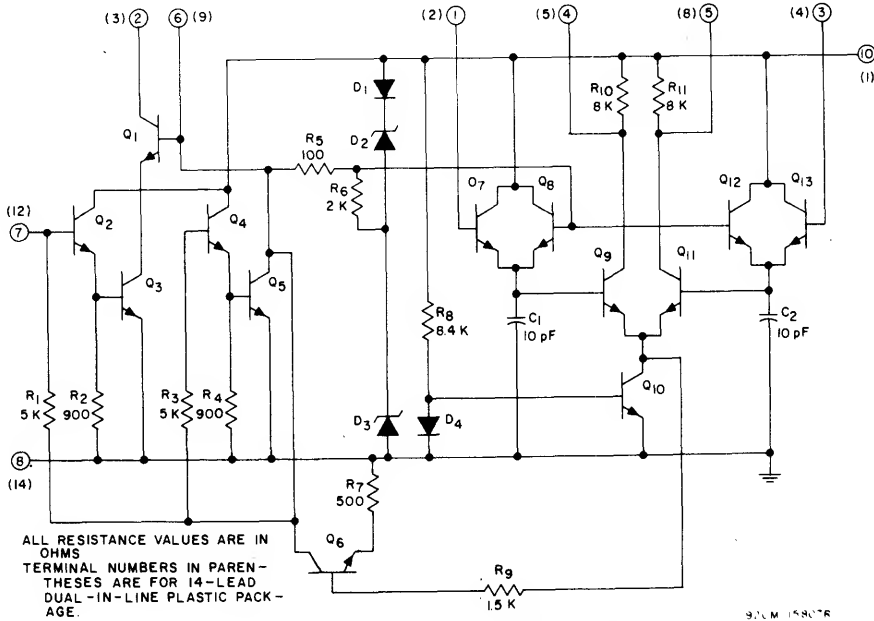 (3) 2
6 (9)
(2) 1
(5) 4
(8) 5
(4) 3
10
(1)
D1
R10
8K
R11
8K
Q1
R5
100
D2
R6
2 K
O7
Q8
Q12
Q13
(12)
7
Q2
Q4
Q3
Q5
Q9
Q11
R8
8.4 K
C1
10 pF
C2
10 pF
R1
5 K
R2
900
R3
5 K
R4
900
D3
D4
Q10
8
(14)
R7
500
Q6
R9
1.5 K
ALL RESISTANCE VALUES ARE IN
OHMS
TERMINAL NUMBERS IN PAREN-
THESES ARE FOR 14-LEAD
DUAL-IN-LINE PLASTIC PACK-
AGE.